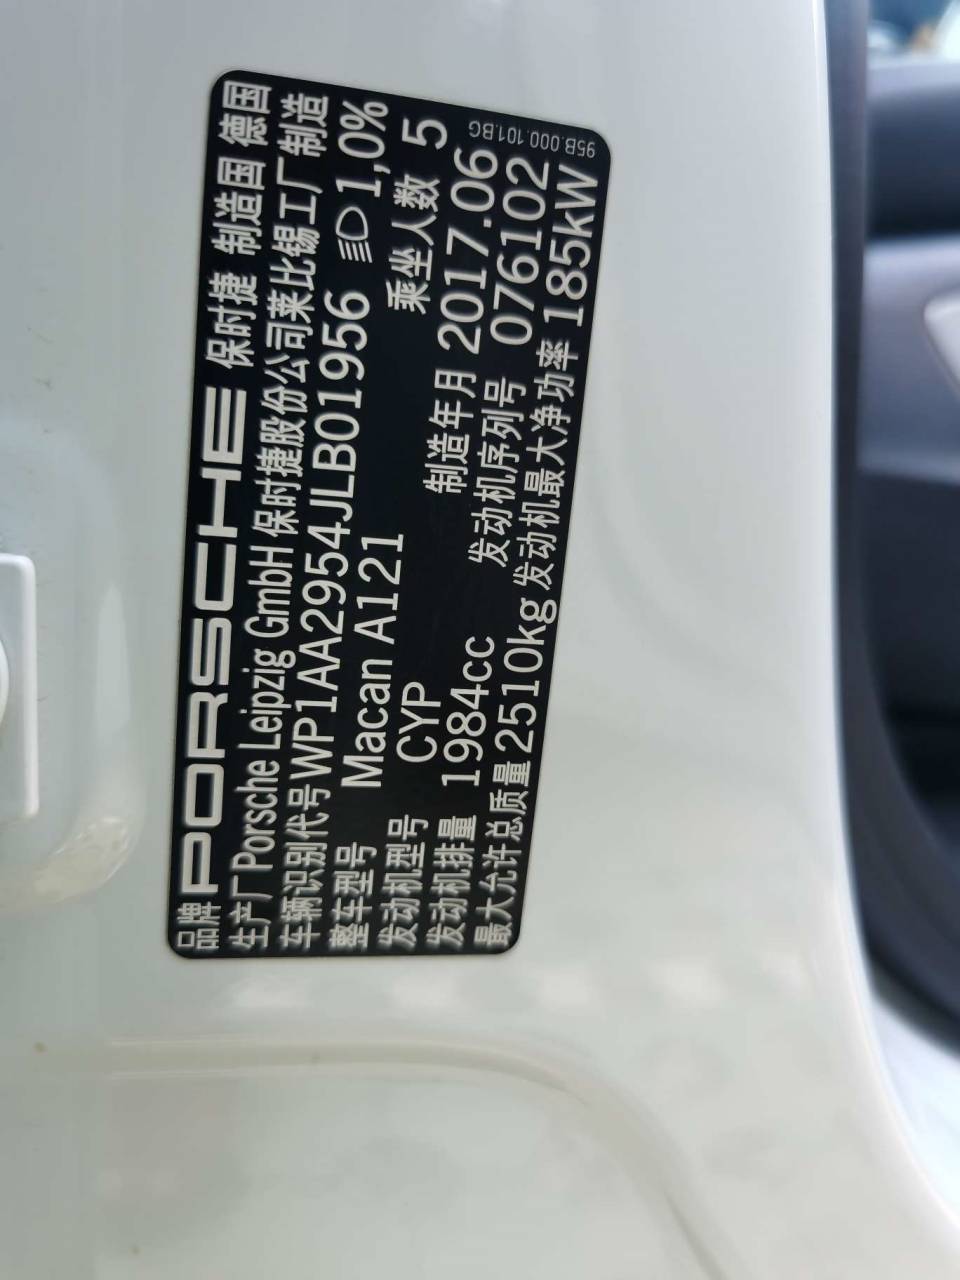 品牌 PORSCHE 保时捷 制造国 德国
生产厂 Porsche Leipzig GmbH 保时捷股份公司莱比锡工厂制造
车辆识别代号 WP1AA2954JLB01956 1,0%
整车型号 Macan A121 乘坐人数 5
发动机型号 CYP 制造年月 2017.06
发动机排量 1984cc 发动机序列号 076102
最大允许总质量 2510kg 发动机最大净功率 185kW
95B.000.101.BG